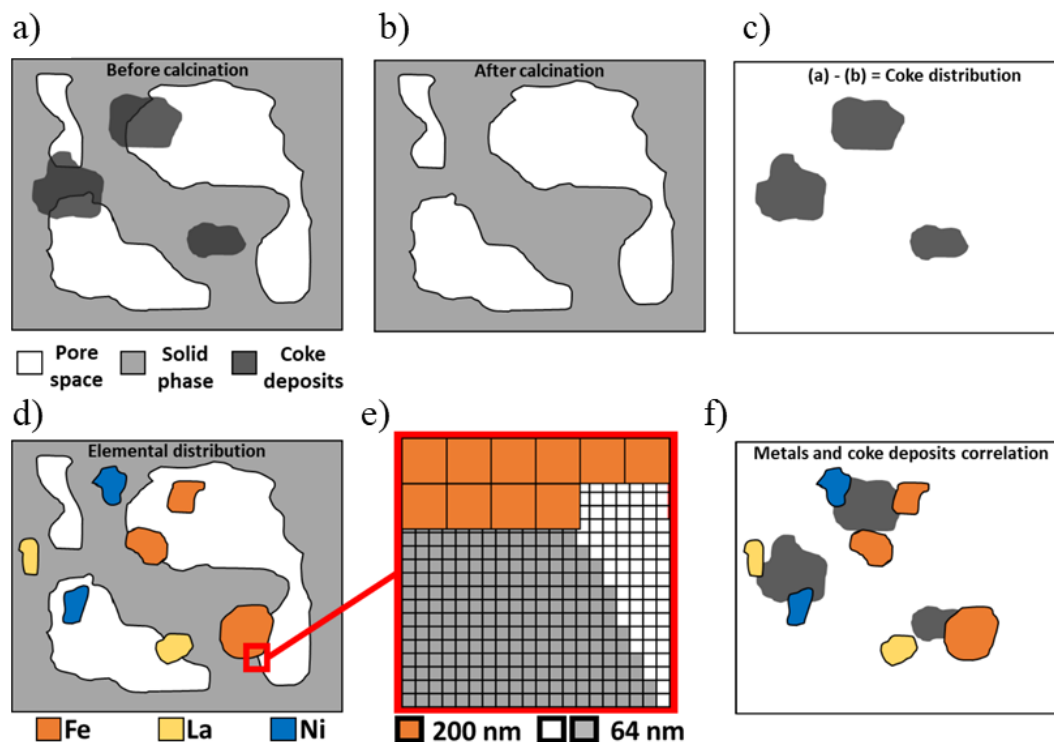 a)
b)
c)
Before calcination
After calcination
(a) - (b) = Coke distribution
Pore space
Solid phase
Coke deposits
d)
e)
f)
Elemental distribution
Metals and coke deposits correlation
Fe
La
Ni
200 nm
64 nm